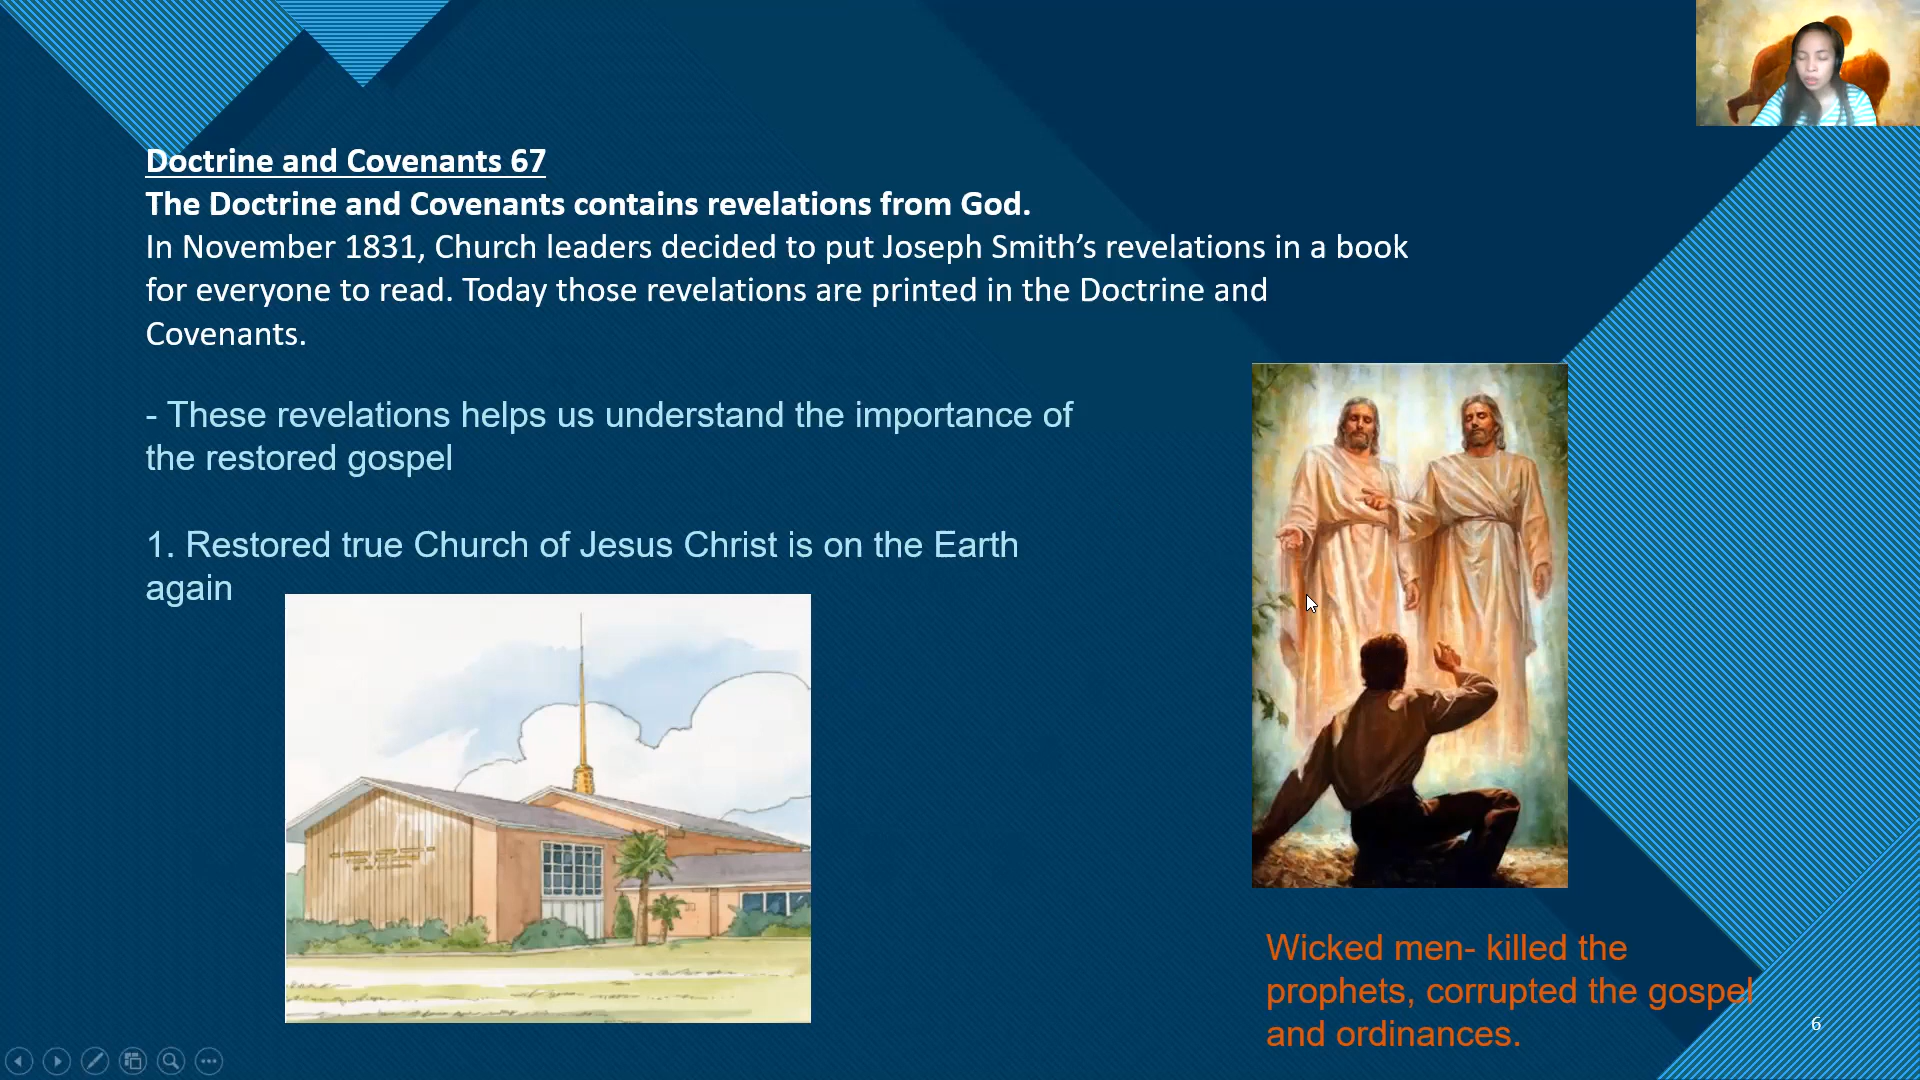 Doctrine and Covenants 67
The Doctrine and Covenants contains revelations from God.
In November 1831, Church leaders decided to put Joseph Smith’s revelations in a book
for everyone to read. Today those revelations are printed in the Doctrine and
Covenants.
- These revelations helps us understand the importance of
the restored gospel
1. Restored true Church of Jesus Christ is on the Earth
again
Wicked men- killed the
prophets, corrupted the gospel
and ordinances.
6